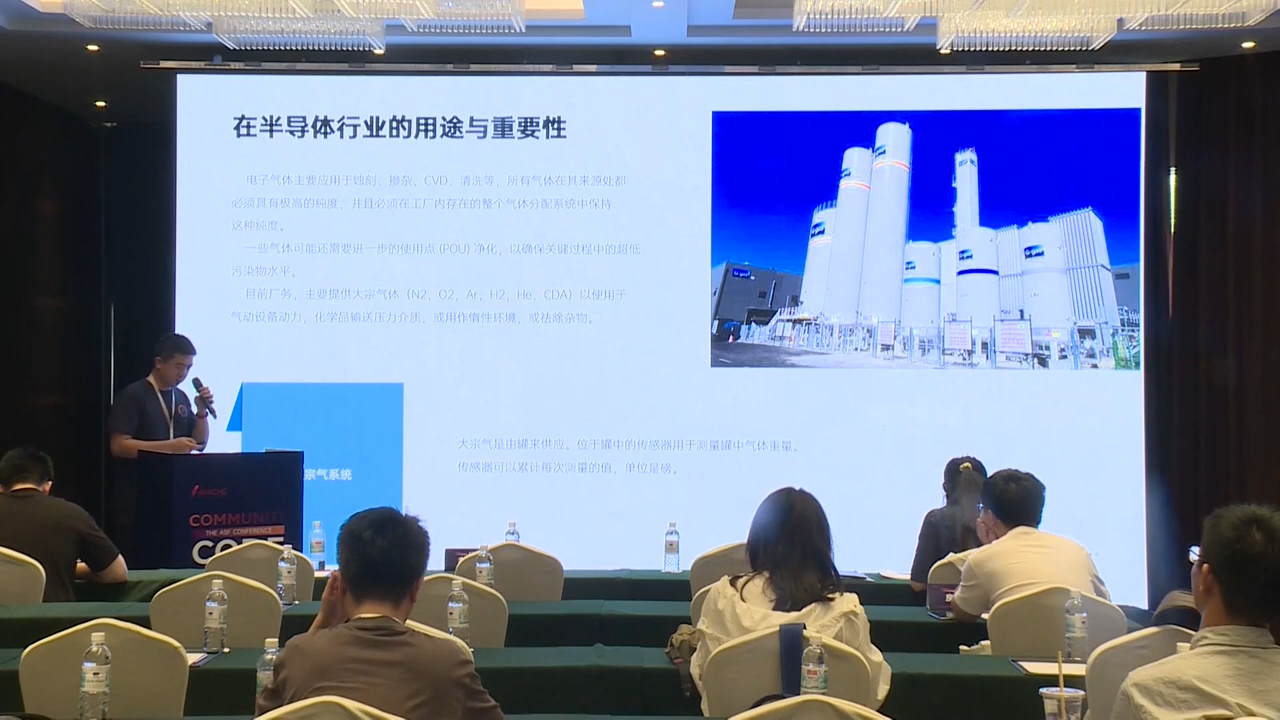 在半导体行业的用途与重要性
电子气体主要应用于蚀刻、掺杂、CVD、清洗等，所有气体在其来源处都
必须具有极高的纯度，并且必须在工厂内存在的整个气体分配系统中保持
这种纯度。
一些气体可能还需要进一步的使用点 (POU) 净化，以确保关键过程中的超低
污染物水平。
目前厂务，主要提供大宗气体（N2，O2，Ar，H2，He，CDA）以使用于
气动设备动力，化学品输送压力介质，或用作惰性环境，或祛除杂物。
大宗气是由罐来供应。位于罐中的传感器用于测量罐中气体重量。
传感器可以累计每次测量的值，单位是磅。
宗气系统
APACHE
COMMUNIT
THE ASF CONFERENCE
CODE